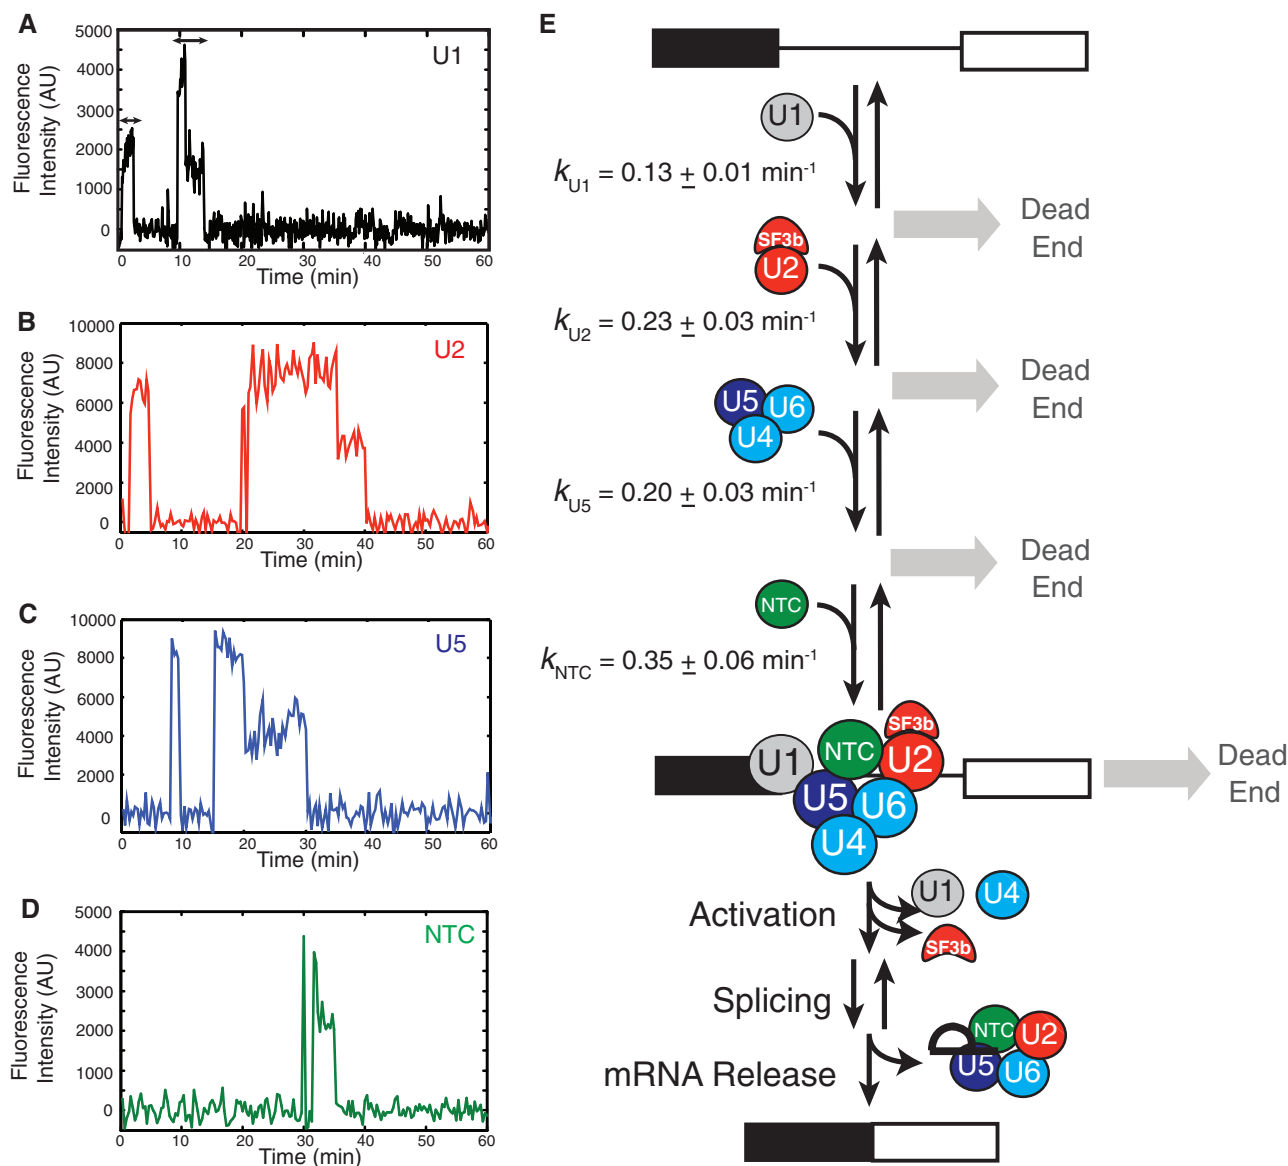 A
Fluorescence
Intensity (AU)
5000
4000
3000
2000
1000
0
U1
0 10 20 30 40 50 60
Time (min)
B
Fluorescence
Intensity (AU)
10000
8000
6000
4000
2000
0
U2
0 10 20 30 40 50 60
Time (min)
C
Fluorescence
Intensity (AU)
10000
8000
6000
4000
2000
0
U5
0 10 20 30 40 50 60
Time (min)
D
Fluorescence
Intensity (AU)
5000
4000
3000
2000
1000
0
NTC
0 10 20 30 40 50 60
Time (min)
E
U1
kU1 = 0.13 ± 0.01 min-1
Dead
End
SF3b
U2
kU2 = 0.23 ± 0.03 min-1
Dead
End
U5 U6
U4
kU5 = 0.20 ± 0.03 min-1
Dead
End
NTC
kNTC = 0.35 ± 0.06 min-1
SF3b
U1 NTC U2
U5 U6
U4
Dead
End
Activation
U1 U4
SF3b
Splicing
NTC U2
U5 U6
mRNA Release